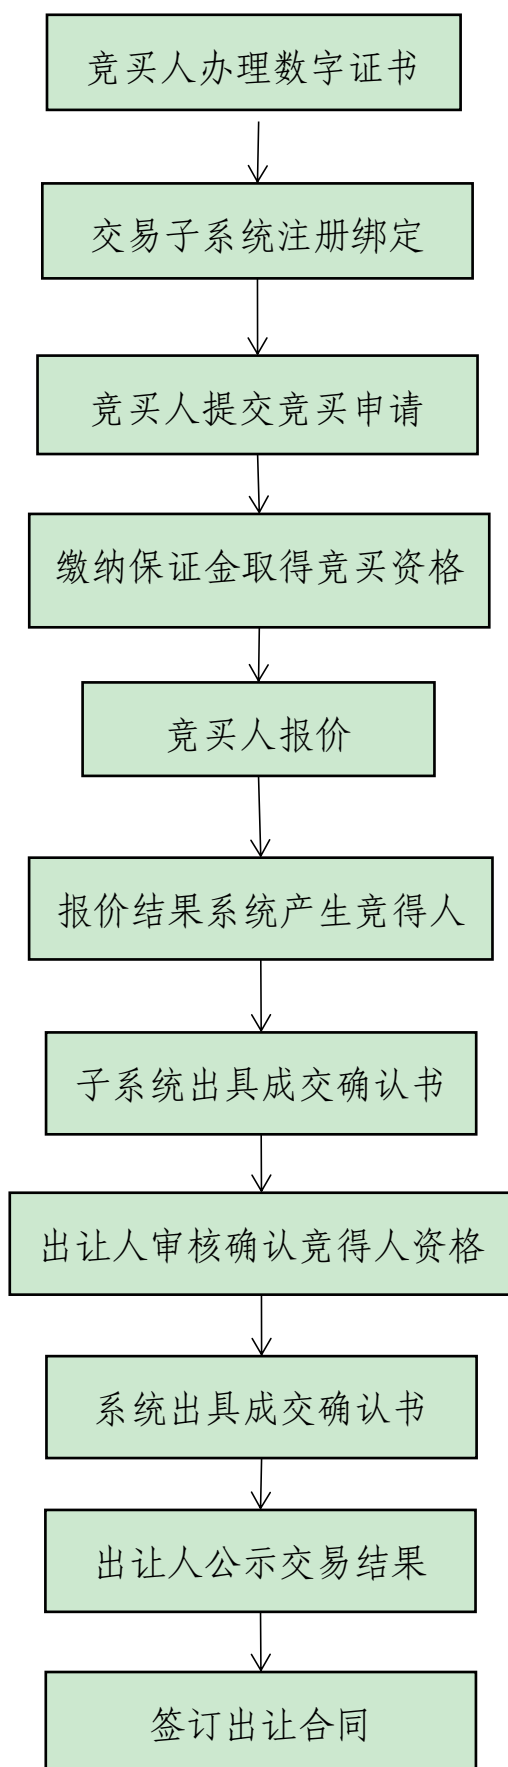 竞买人办理数字证书
交易子系统注册绑定
竞买人提交竞买申请
缴纳保证金取得竞买资格
竞买人报价
报价结果系统产生竞得人
子系统出具成交确认书
出让人审核确认竞得人资格
系统出具成交确认书
出让人公示交易结果
签订出让合同